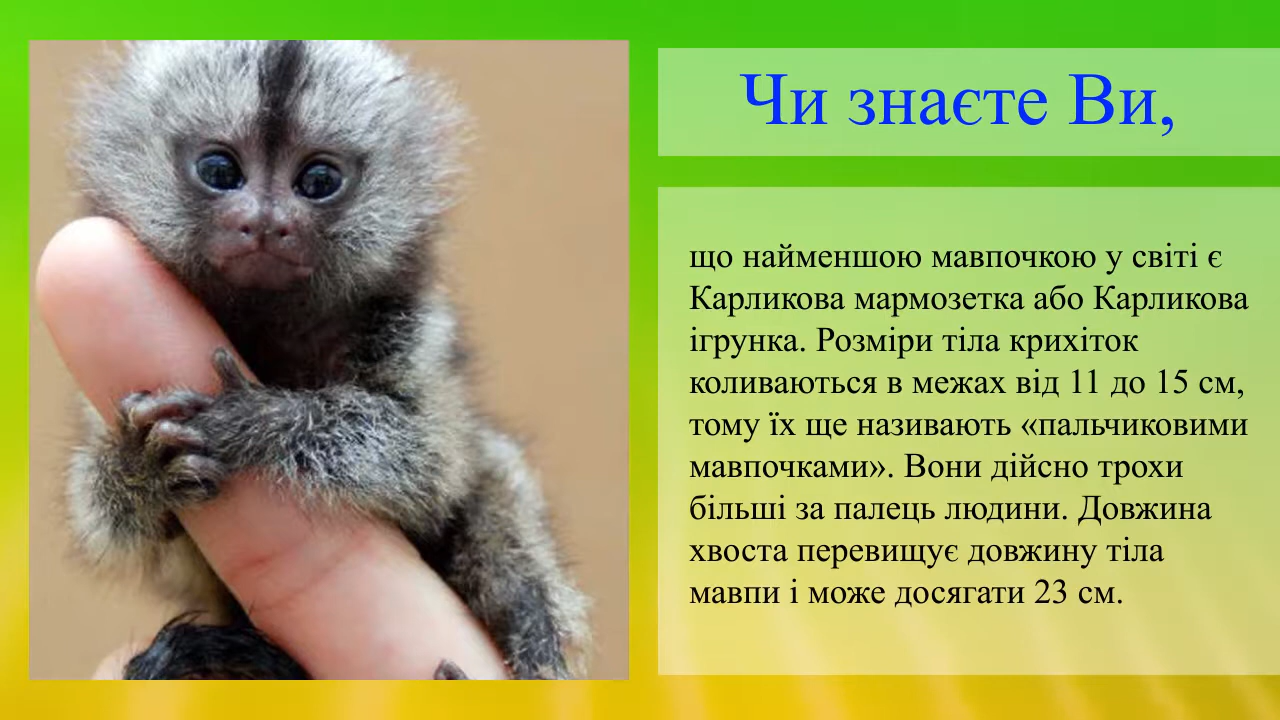 Чи знаєте Ви,
що найменшою мавпочкою у світі є
Карликова мармозетка або Карликова
ігрунка. Розміри тіла крихіток
коливаються в межах від 11 до 15 см,
тому їх ще називають «пальчиковими
мавпочками». Вони дійсно трохи
більші за палець людини. Довжина
хвоста перевищує довжину тіла
мавпи і може досягати 23 см.